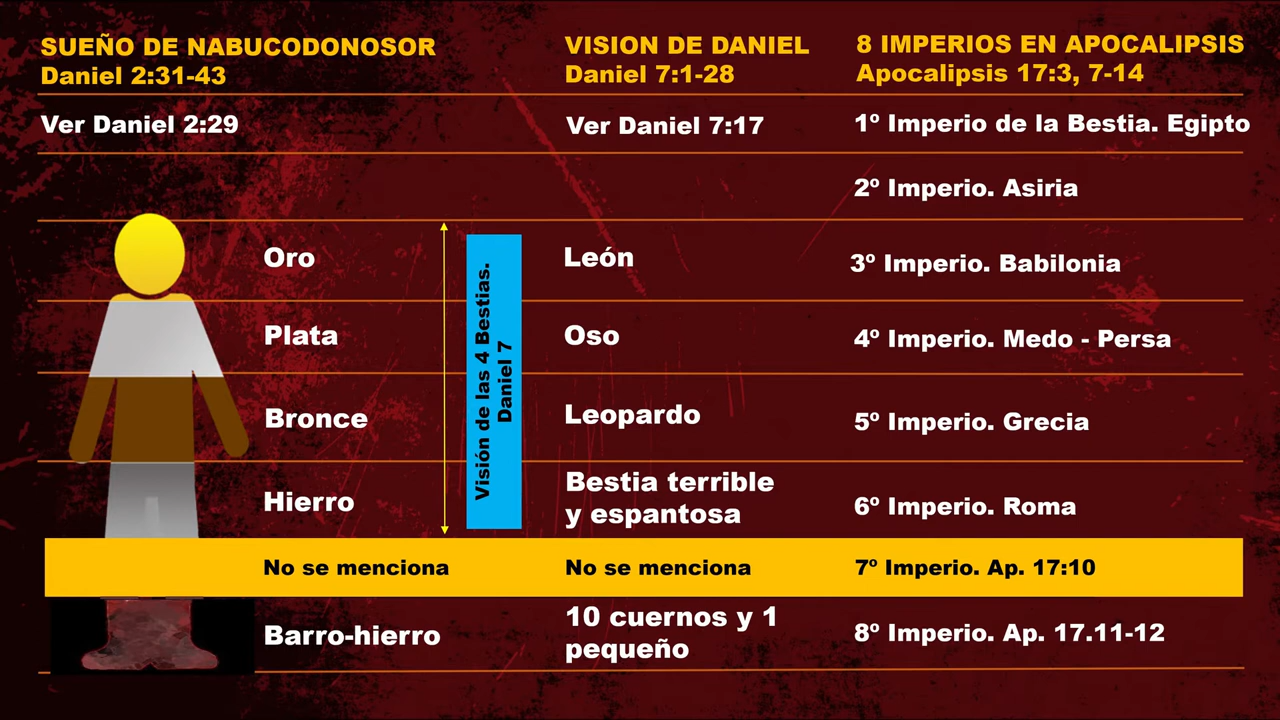 SUEÑO DE NABUCODONOSOR
Daniel 2:31-43
VISION DE DANIEL
Daniel 7:1-28
8 IMPERIOS EN APOCALIPSIS
Apocalipsis 17:3, 7-14
Ver Daniel 2:29
Ver Daniel 7:17
1º Imperio de la Bestia. Egipto
2º Imperio. Asiria
Oro
León
3º Imperio. Babilonia
Plata
Oso
4º Imperio. Medo - Persa
Bronce
Leopardo
5º Imperio. Grecia
Hierro
Bestia terrible
y espantosa
6º Imperio. Roma
Visión de las 4 Bestias.
Daniel 7
No se menciona
No se menciona
7º Imperio. Ap. 17:10
Barro-hierro
10 cuernos y 1
pequeño
8º Imperio. Ap. 17.11-12